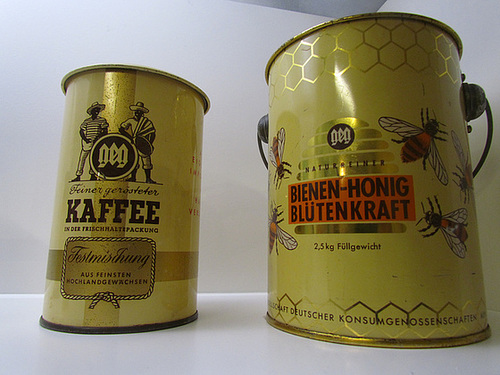 GEG
Feiner gerösteter
KAFFEE
IN DER FRISCHHALTEPACKUNG
Festmischung
AUS FEINSTEN
HOCHLANDGEWÄCHSEN
GEG
NATURREINER
BIENEN-HONIG
BLÜTENKRAFT
2,5 kg Füllgewicht
DEUTSCHER KONSUMGENOSSENSCHAFTEN